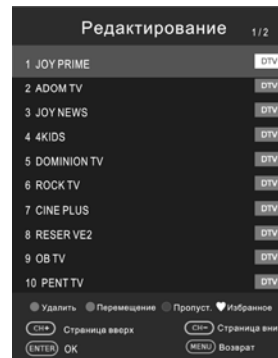 Редактирование 1/2
1 JOY PRIME DTV
2 ADOM TV DTV
3 JOY NEWS DTV
4 4KIDS DTV
5 DOMINION TV DTV
6 ROCK TV DTV
7 CINE PLUS DTV
8 RESER VE2 DTV
9 OB TV DTV
10 PENT TV DTV
Удалить Перемещение Пропуст. Избранное
CH+ Страница вверх CH- Страница вни
ENTER OK MENU Возврат